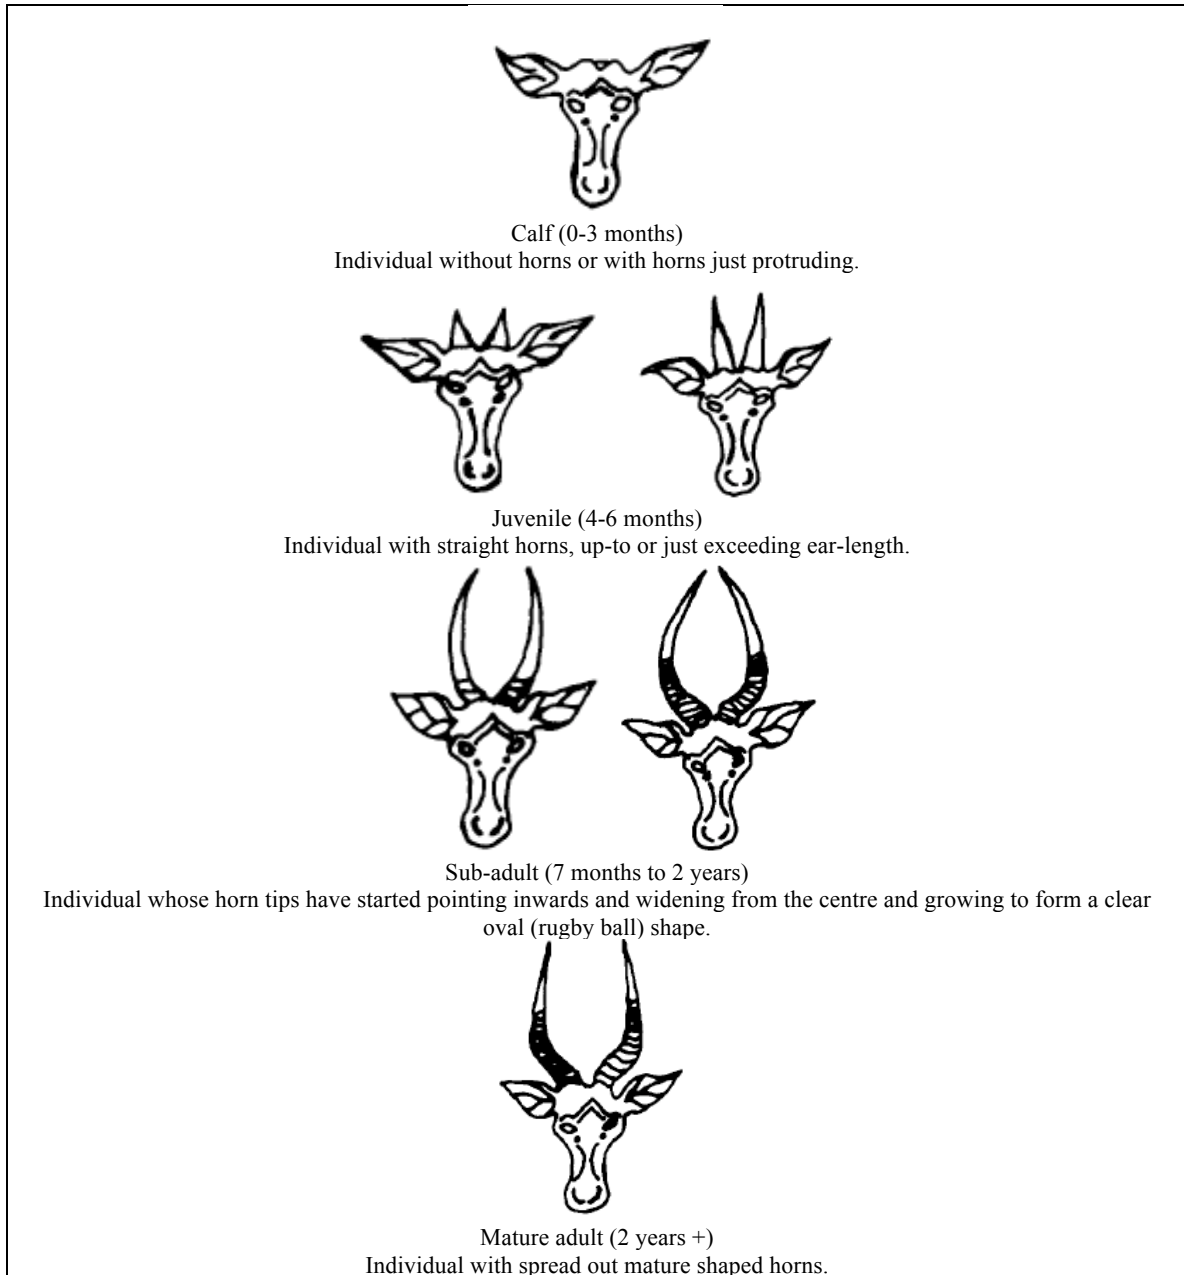 Calf (0-3 months)
Individual without horns or with horns just protruding.
Juvenile (4-6 months)
Individual with straight horns, up-to or just exceeding ear-length.
Sub-adult (7 months to 2 years)
Individual whose horn tips have started pointing inwards and widening from the centre and growing to form a clear
oval (rugby ball) shape.
Mature adult (2 years +)
Individual with spread out mature shaped horns.